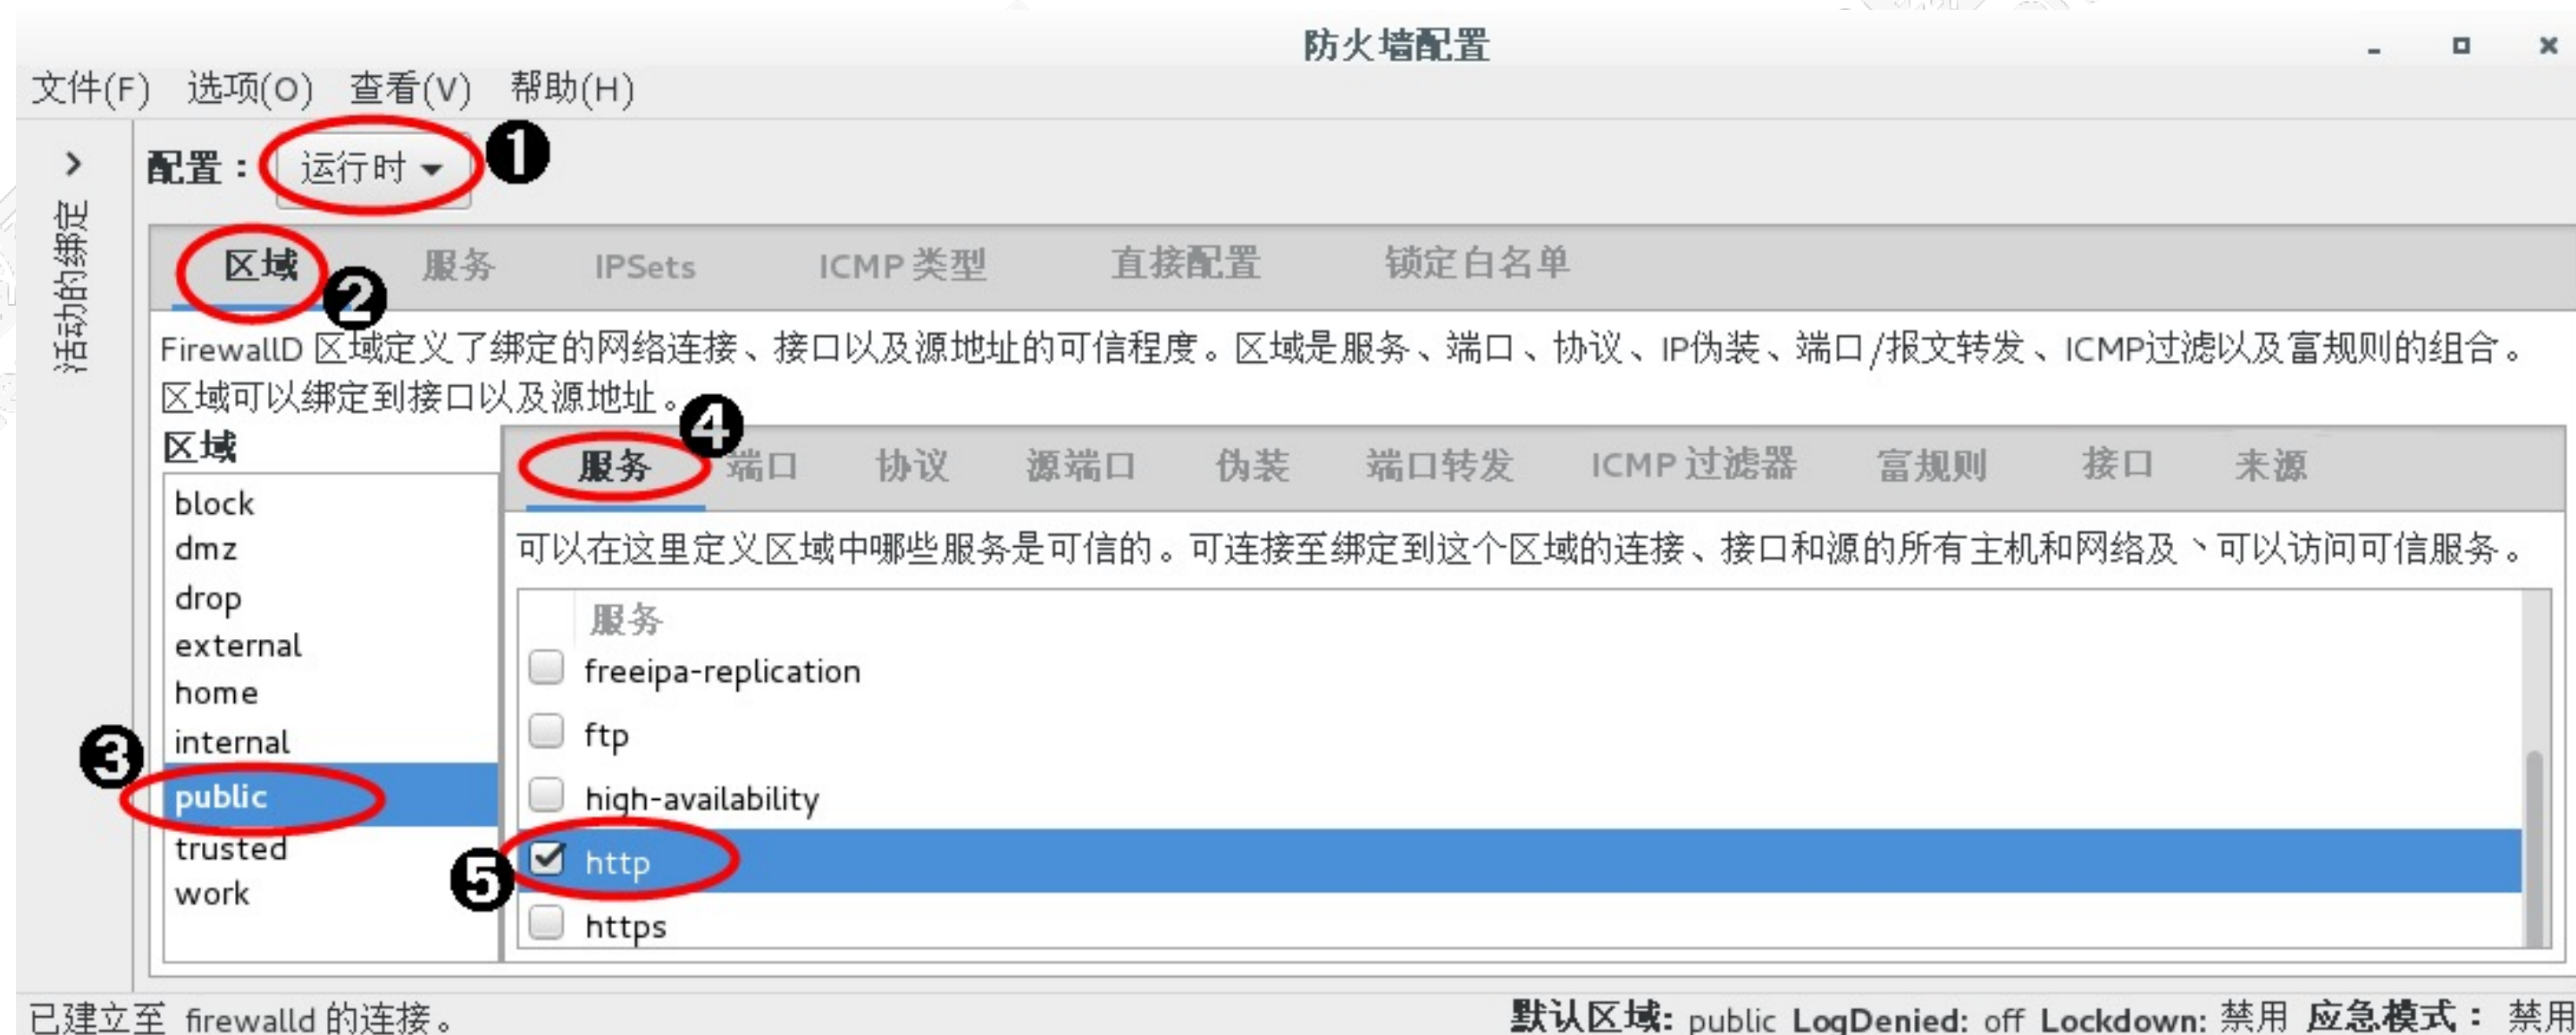 防火墙配置
文件(F) 选项(O) 查看(V) 帮助(H)
活动的绑定
配置： 运行时 1
区域 服务 IPSets ICMP 类型 直接配置 锁定白名单
2
FirewallD 区域定义了绑定的网络连接、接口以及源地址的可信程度。区域是服务、端口、协议、IP伪装、端口/报文转发、ICMP过滤以及富规则的组合。
区域可以绑定到接口以及源地址。
4
区域
服务 端口 协议 源端口 伪装 端口转发 ICMP 过滤器 富规则 接口 来源
block
dmz
drop
external
home
internal
3
public
trusted
work
可以在这里定义区域中哪些服务是可信的。可连接至绑定到这个区域的连接、接口和源的所有主机和网络及丶可以访问可信服务。
服务
freeipa-replication
ftp
high-availability
http
5
https
已建立至 firewalld 的连接。
默认区域: public LogDenied: off Lockdown: 禁用 应急模式： 禁用